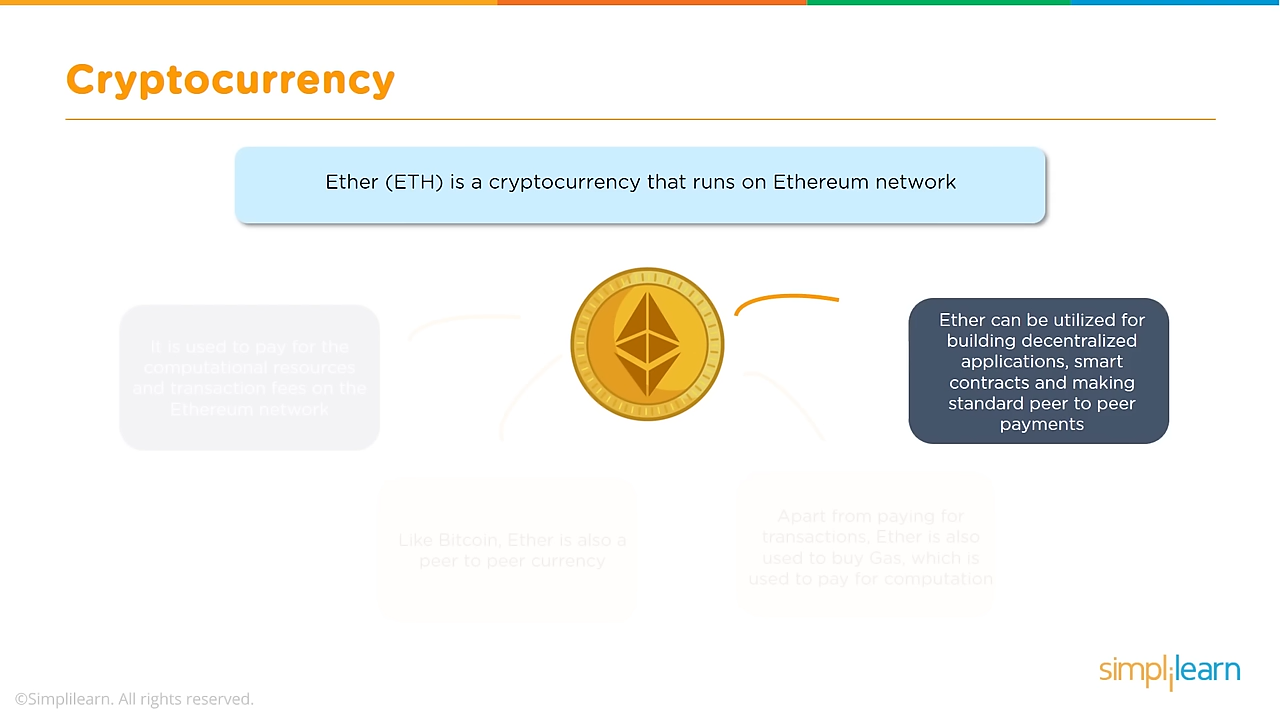 Cryptocurrency
Ether (ETH) is a cryptocurrency that runs on Ethereum network
It is used to pay for the
computational resources
and transaction fees on the
Ethereum network
Ether can be utilized for
building decentralized
applications, smart
contracts and making
standard peer to peer
payments
Like Bitcoin, Ether is also a
peer to peer currency
Apart from paying for
transactions, Ether is also
used to buy Gas, which is
used to pay for computation
simplilearn
©Simplilearn. All rights reserved.